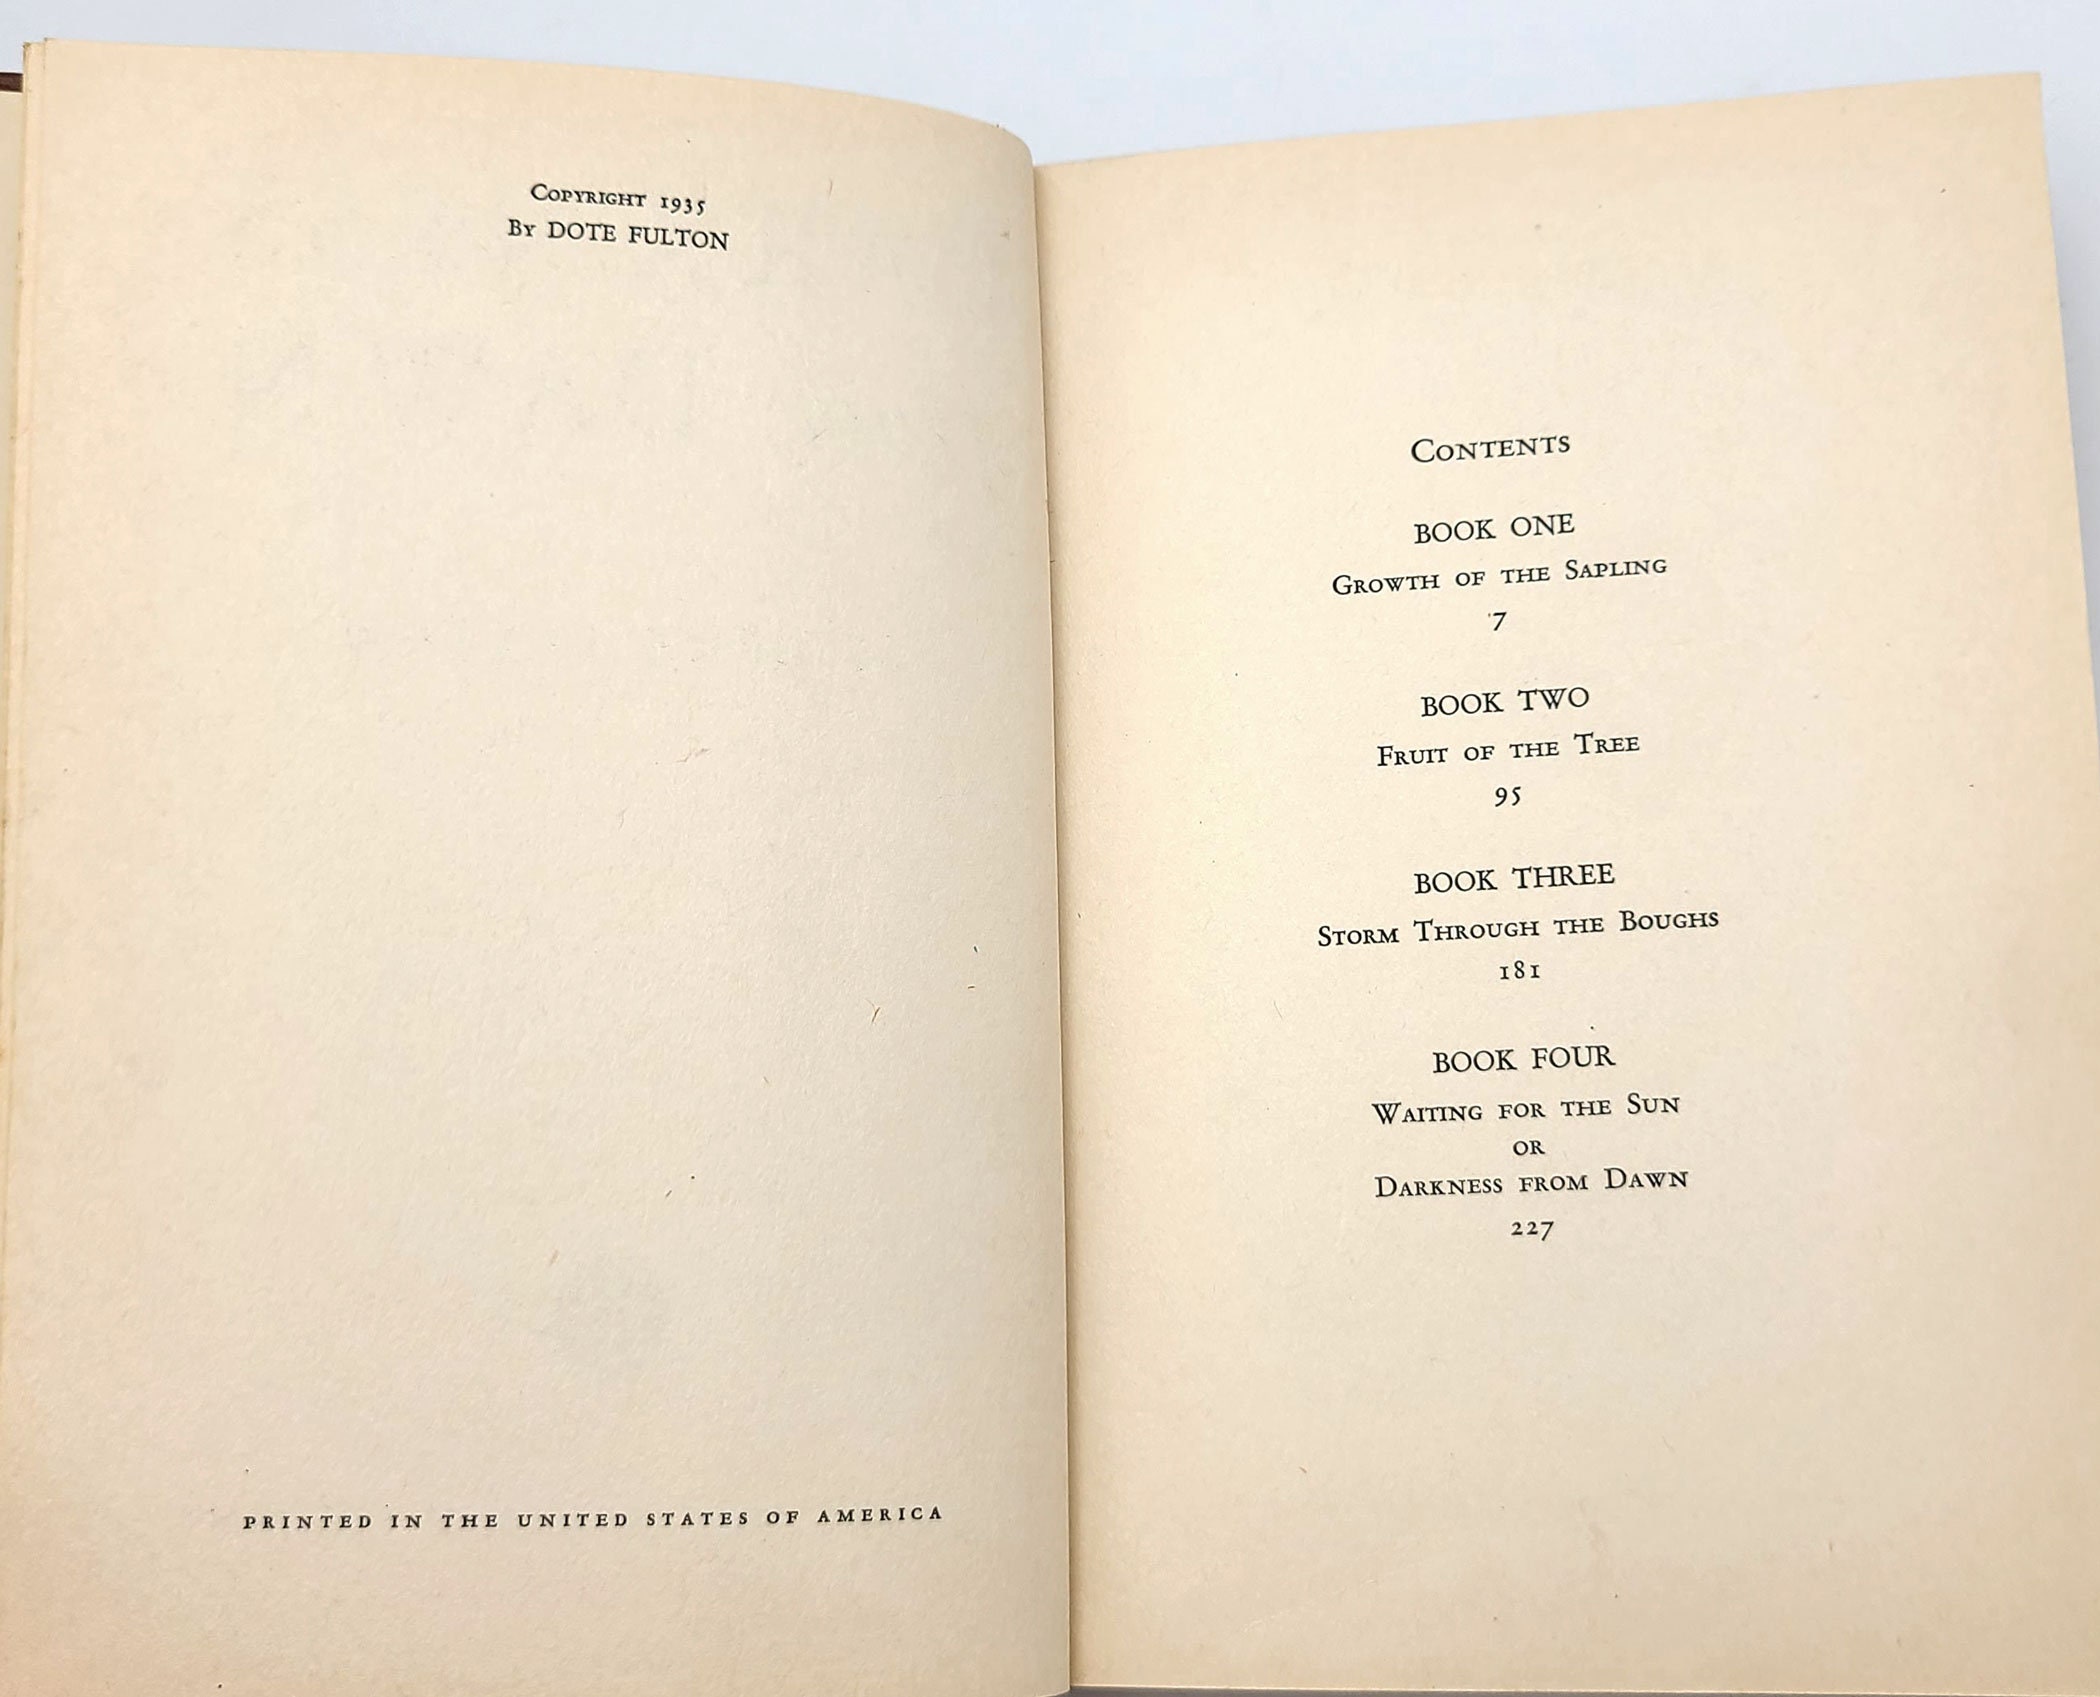 Copyright 1935
By DOTE FULTON
PRINTED IN THE UNITED STATES OF AMERICA
Contents
BOOK ONE
Growth of the Sapling
7
BOOK TWO
Fruit of the Tree
95
BOOK THREE
Storm Through the Boughs
181
BOOK FOUR
Waiting for the Sun
or
Darkness from Dawn
227